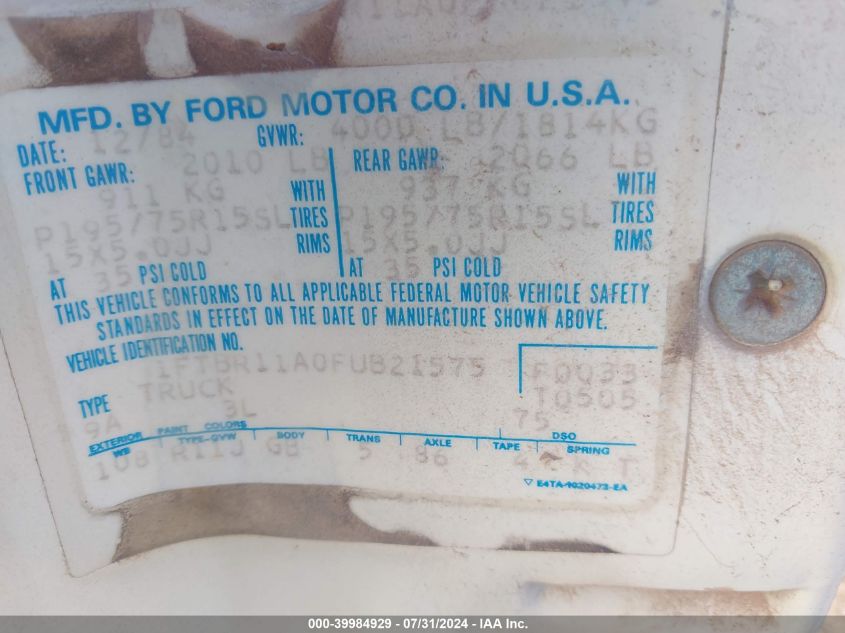 MFD. BY FORD MOTOR CO. IN U.S.A.
DATE: 12/84 GVWR: 4000 LB/1814KG
FRONT GAWR: 2010 LB REAR GAWR: 2066 LB
911 KG WITH 937 KG WITH
P195/75R15SL TIRES P195/75R15SL TIRES
15X5.0JJ RIMS 15X5.0JJ RIMS
AT 35 PSI COLD AT 35 PSI COLD
THIS VEHICLE CONFORMS TO ALL APPLICABLE FEDERAL MOTOR VEHICLE SAFETY
STANDARDS IN EFFECT ON THE DATE OF MANUFACTURE SHOWN ABOVE.
VEHICLE IDENTIFICATION NO.
1FTBR11A0FUB21575 F0033
TYPE TRUCK T0505
9A 3L 75
EXTERIOR PAINT COLORS DSO
WB TYPE-GVW BODY TRANS AXLE TAPE SPRING
108 R11J GB 5 86 4 K T
▽ E4TA-1020472-EA
000-39984929 - 07/31/2024 - IAA Inc.